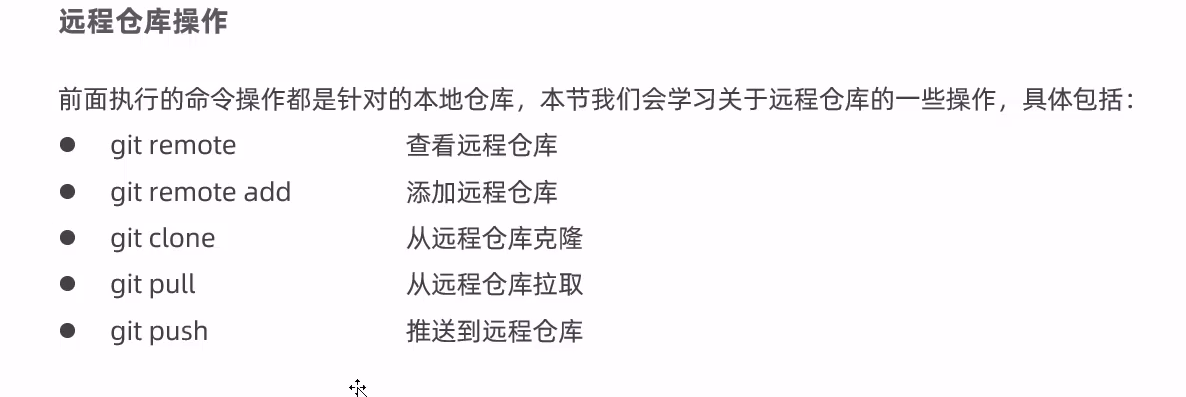 远程仓库操作
前面执行的命令操作都是针对的本地仓库，本节我们会学习关于远程仓库的一些操作，具体包括：
● git remote 查看远程仓库
● git remote add 添加远程仓库
● git clone 从远程仓库克隆
● git pull 从远程仓库拉取
● git push 推送到远程仓库